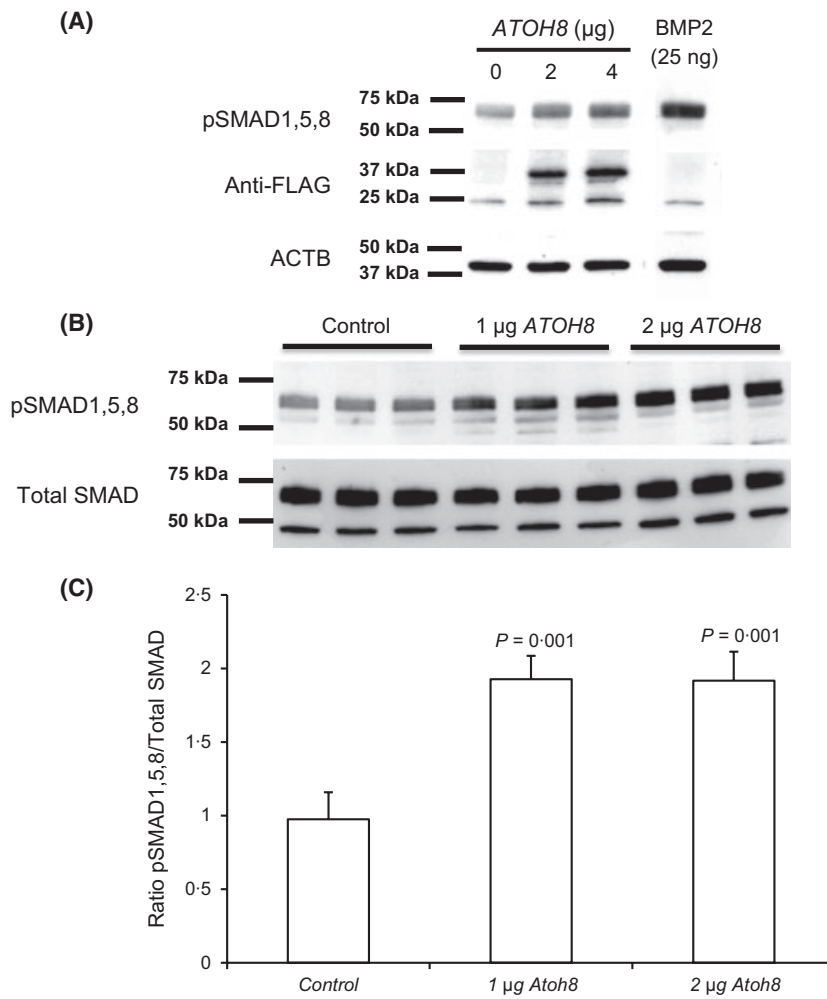 (A)
ATOH8 (µg)
BMP2
(25 ng)
0 2 4
75 kDa
pSMAD1,5,8
50 kDa
37 kDa
Anti-FLAG
25 kDa
50 kDa
ACTB
37 kDa
(B)
Control 1 µg ATOH8 2 µg ATOH8
75 kDa
pSMAD1,5,8
50 kDa
75 kDa
Total SMAD
50 kDa
(C)
Ratio pSMAD1,5,8/Total SMAD
2·5
2
1·5
1
0·5
0
P = 0·001
P = 0·001
Control 1 µg Atoh8 2 µg Atoh8